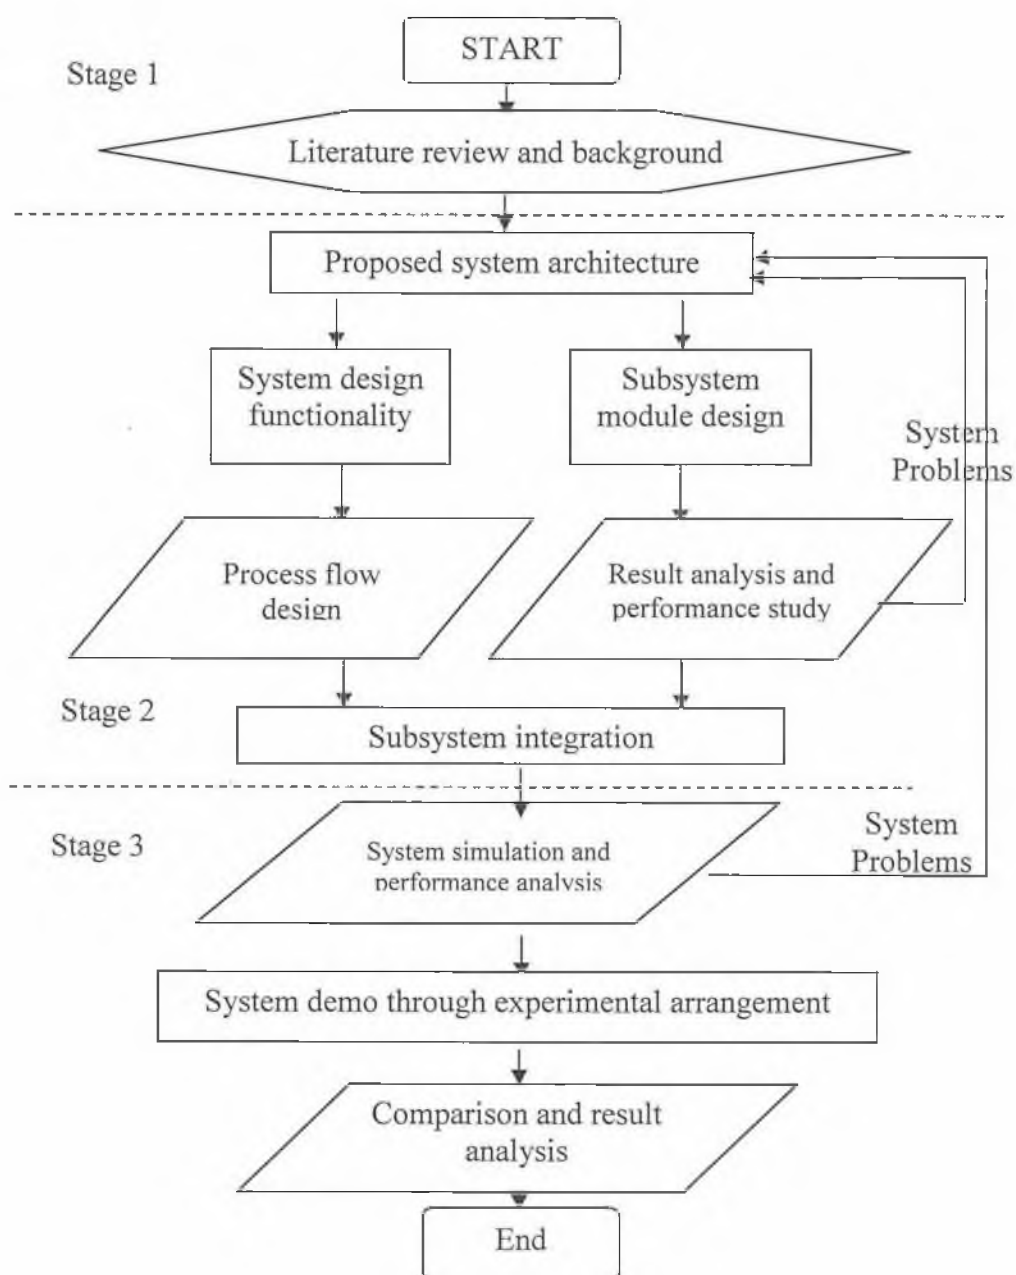 START
Stage 1
Literature review and background
Proposed system architecture
System design
functionality
Subsystem
module design
System
Problems
Process flow
design
Result analysis and
performance study
Stage 2
Subsystem integration
Stage 3
System simulation and
performance analysis
System
Problems
System demo through experimental arrangement
Comparison and result
analysis
End